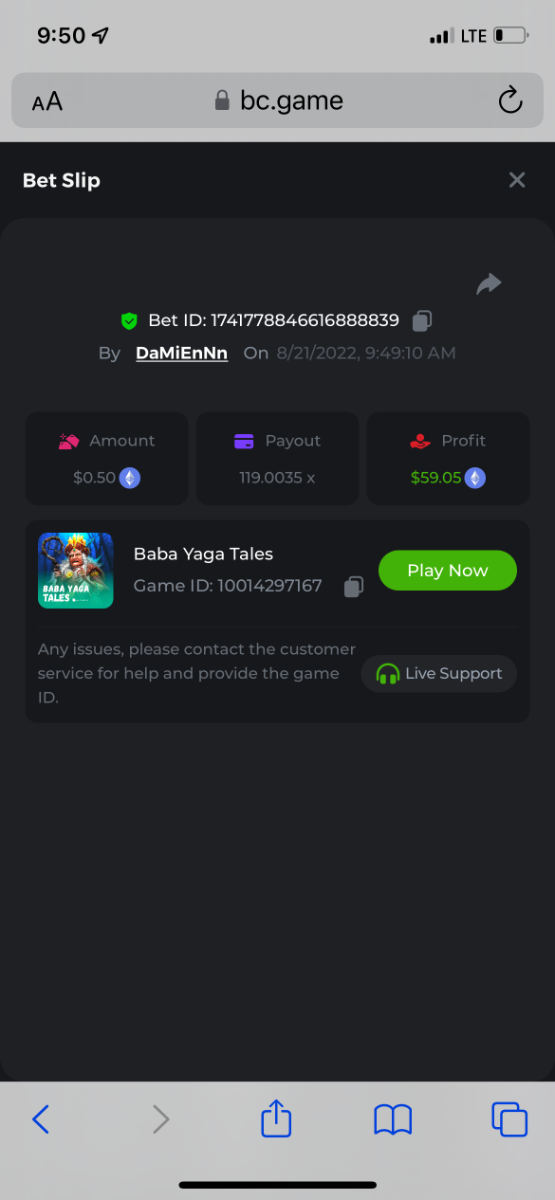 9:50
LTE
AA
bc.game
Bet Slip
Bet ID: 1741778846616888839
By DaMiEnNn On 8/21/2022, 9:49:10 AM
Amount
$0.50
Payout
119.0035 x
Profit
$59.05
BABA YAGA
TALES
Baba Yaga Tales
Game ID: 10014297167
Play Now
Any issues, please contact the customer
service for help and provide the game
ID.
Live Support